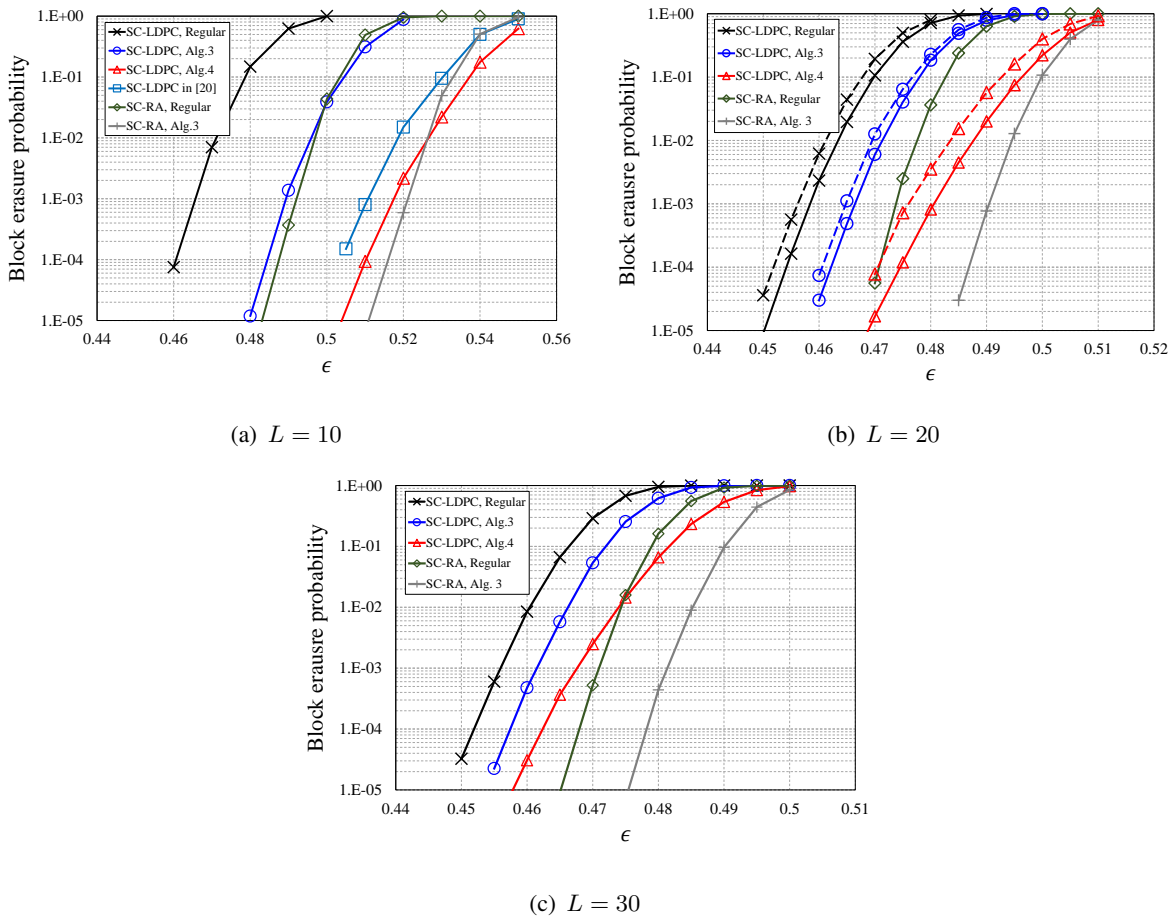 1.E+00
1.E-01
1.E-02
1.E-03
1.E-04
1.E-05
Block erasure probability
SC-LDPC, Regular
SC-LDPC, Alg.3
SC-LDPC, Alg.4
SC-LDPC in [20]
SC-RA, Regular
SC-RA, Alg.3
0.44 0.46 0.48 0.5 0.52 0.54 0.56
ϵ
(a) L = 10
1.E+00
1.E-01
1.E-02
1.E-03
1.E-04
1.E-05
Block erausre probability
SC-LDPC, Regular
SC-LDPC, Alg.3
SC-LDPC, Alg.4
SC-RA, Regular
SC-RA, Alg. 3
0.44 0.45 0.46 0.47 0.48 0.49 0.5 0.51 0.52
ϵ
(b) L = 20
1.E+00
1.E-01
1.E-02
1.E-03
1.E-04
1.E-05
Block erausre probability
SC-LDPC, Regular
SC-LDPC, Alg.3
SC-LDPC, Alg.4
SC-RA, Regular
SC-RA, Alg. 3
0.44 0.45 0.46 0.47 0.48 0.49 0.5 0.51
ϵ
(c) L = 30